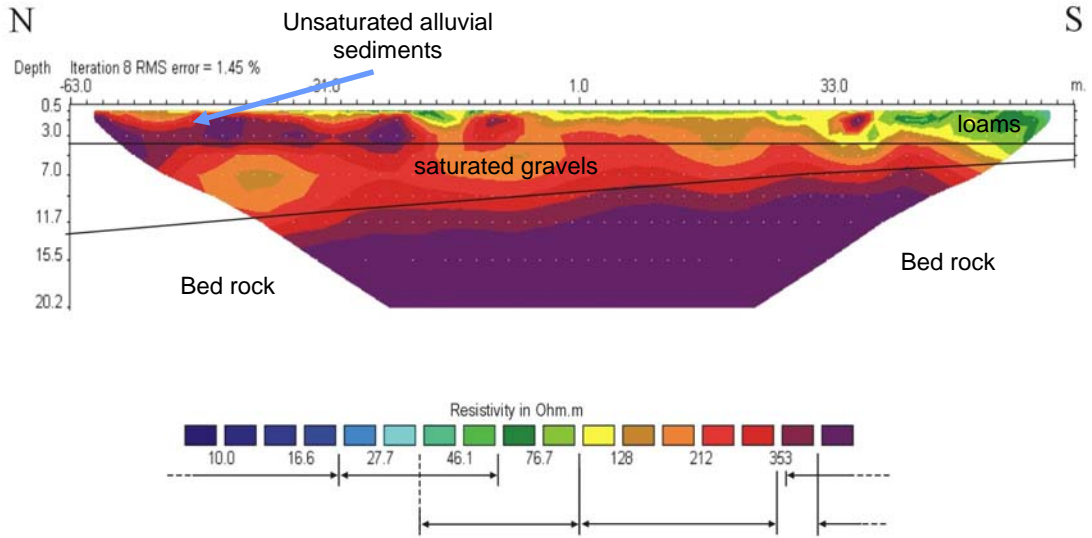 N
S
Unsaturated alluvial
sediments
Depth Iteration 8 RMS error = 1.45 %
-63.0 -31.0 1.0 33.0 m.
0.5
3.0
7.0
11.7
15.5
20.2
loams
saturated gravels
Bed rock
Bed rock
Resistivity in Ohm.m
10.0 16.6 27.7 46.1 76.7 128 212 353